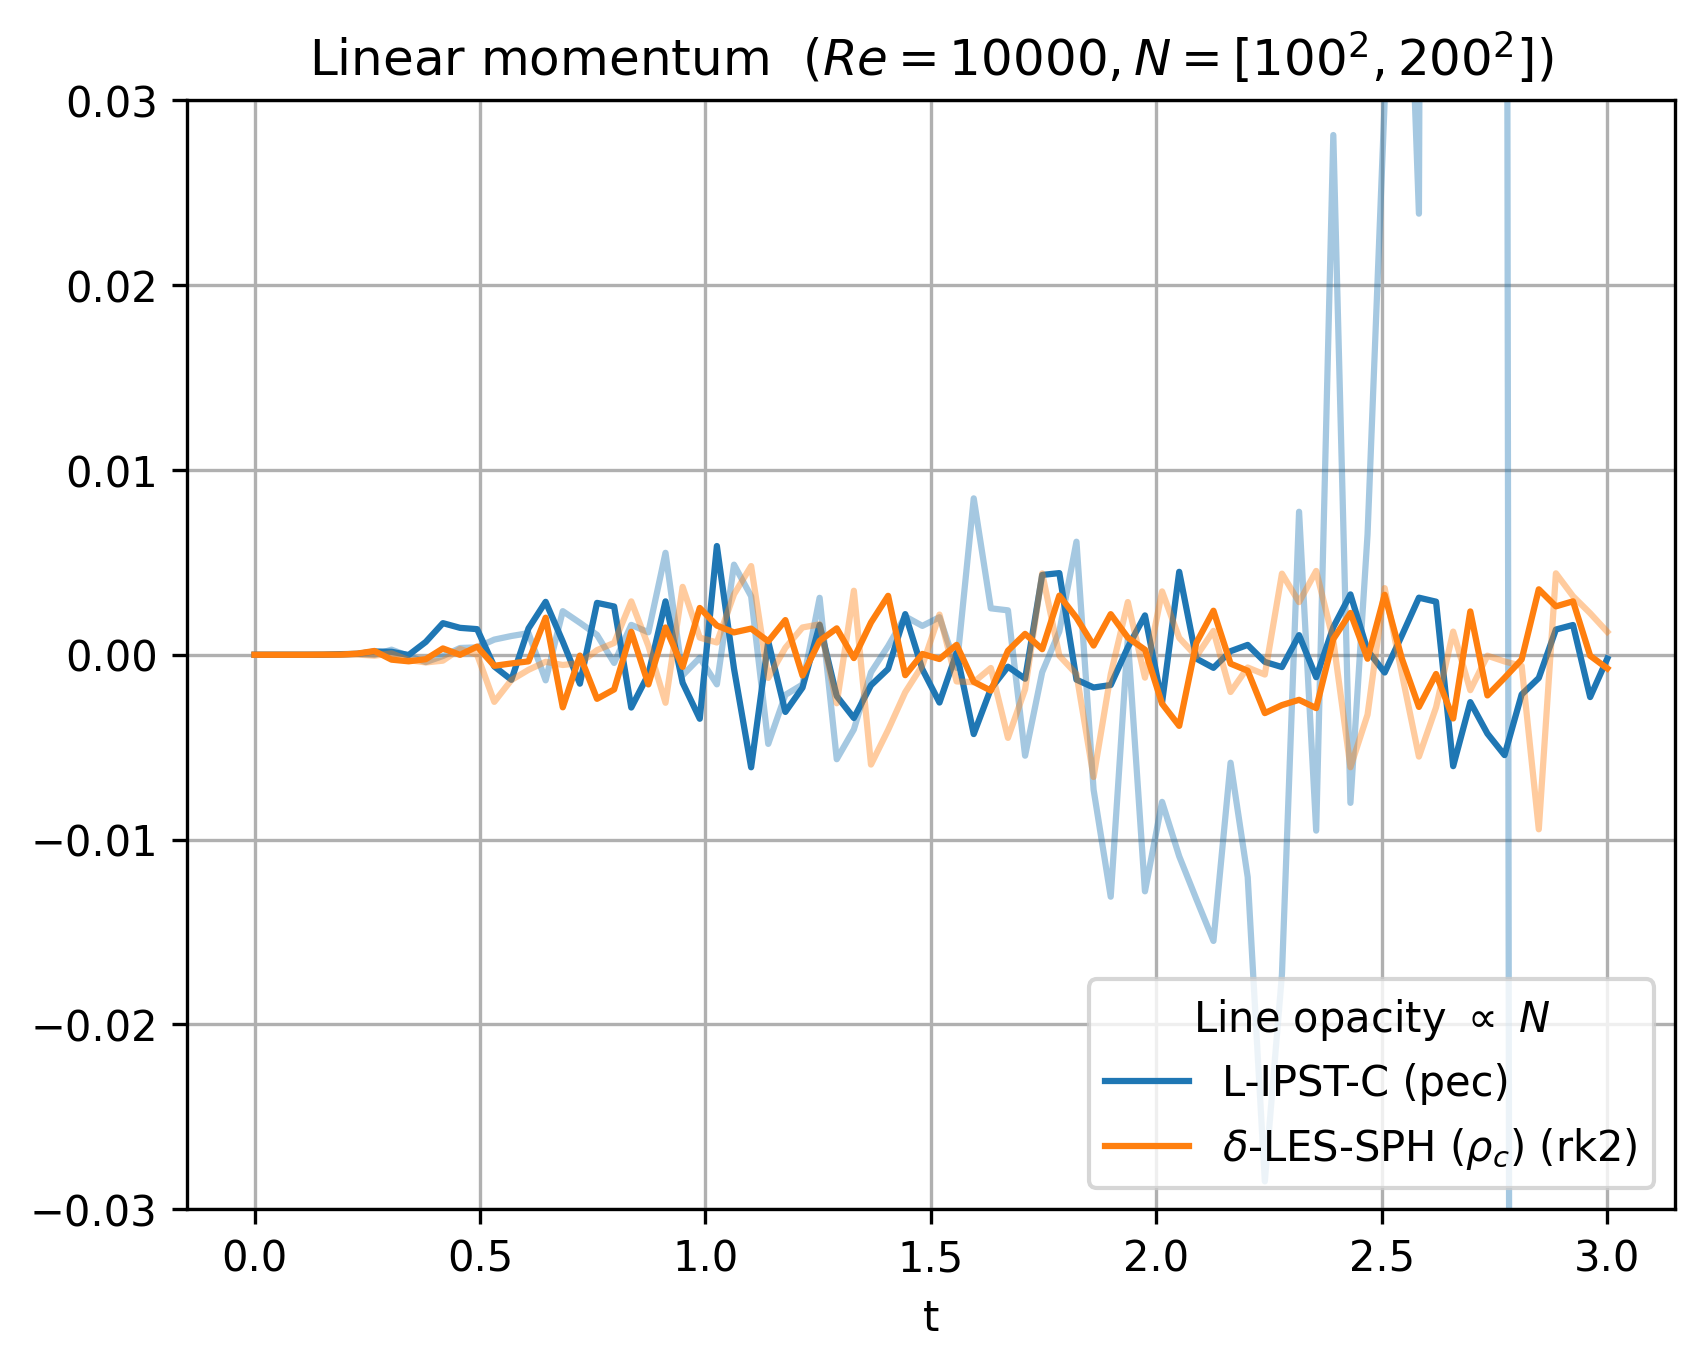 Linear momentum (Re = 10000, N = [100², 200²])
0.03
0.02
0.01
0.00
−0.01
−0.02
−0.03
Line opacity ∝ N
L-IPST-C (pec)
δ-LES-SPH (ρ_c) (rk2)
0.0 0.5 1.0 1.5 2.0 2.5 3.0
t